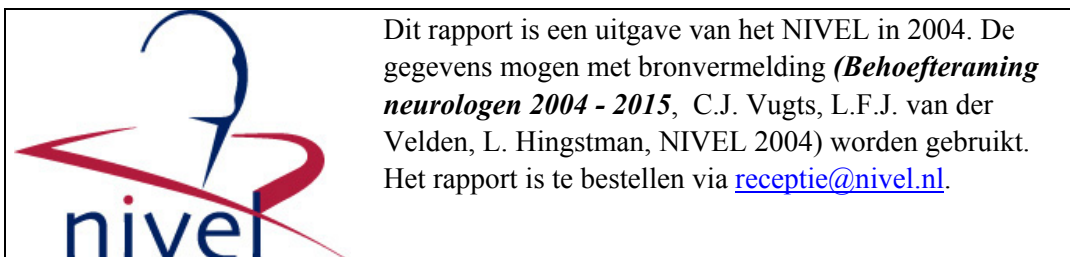 Dit rapport is een uitgave van het NIVEL in 2004. De
gegevens mogen met bronvermelding (Behoefteraming
neurologen 2004 - 2015, C.J. Vugts, L.F.J. van der
Velden, L. Hingstman, NIVEL 2004) worden gebruikt.
Het rapport is te bestellen via receptie@nivel.nl.
nivel